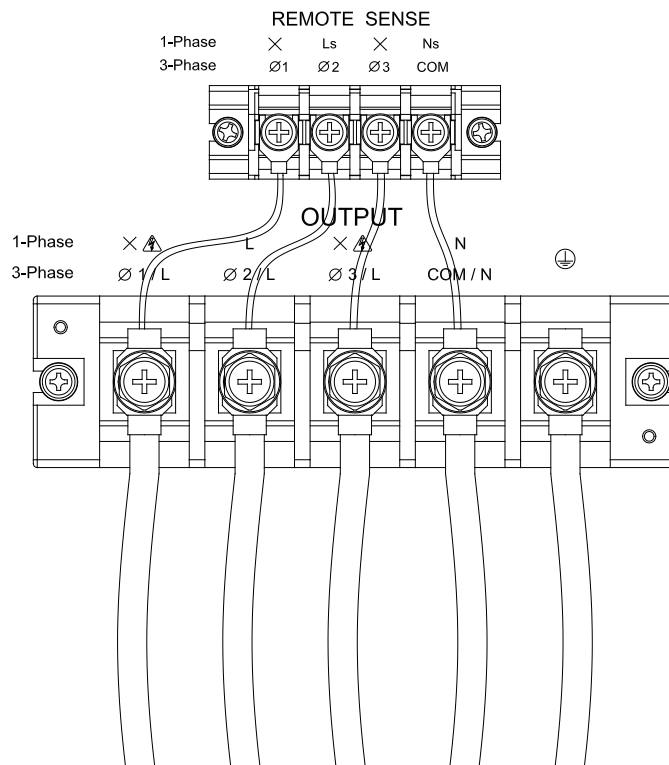 REMOTE SENSE
1-Phase × Ls × Ns
3-Phase Ø1 Ø2 Ø3 COM
OUTPUT
1-Phase × L × N
3-Phase Ø 1 / L Ø 2 / L Ø 3 / L COM / N